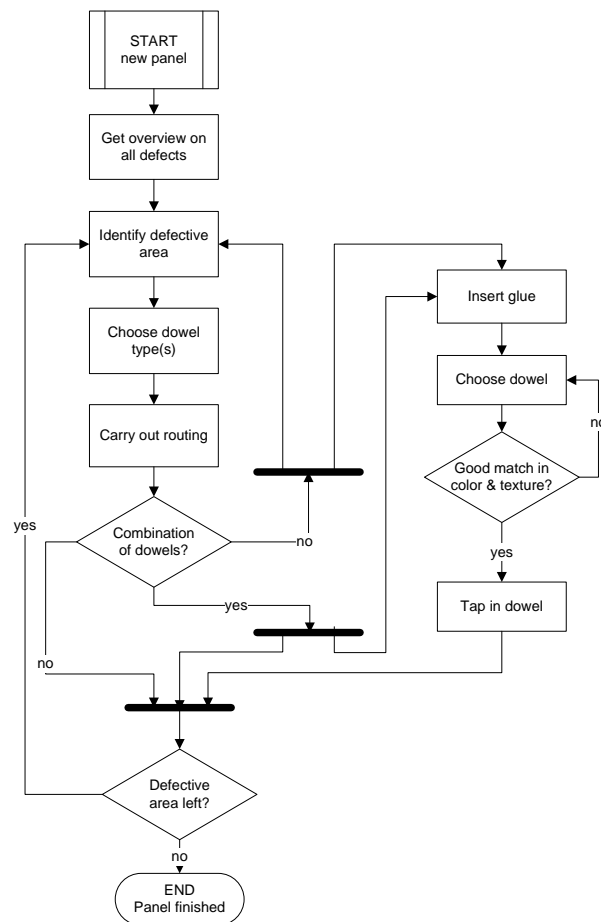 START
new panel
Get overview on
all defects
Identify defective
area
Choose dowel
type(s)
Carry out routing
Combination
of dowels?
no
yes
no
yes
Insert glue
Choose dowel
no
Good match in
color & texture?
yes
Tap in dowel
Defective
area left?
no
END
Panel finished